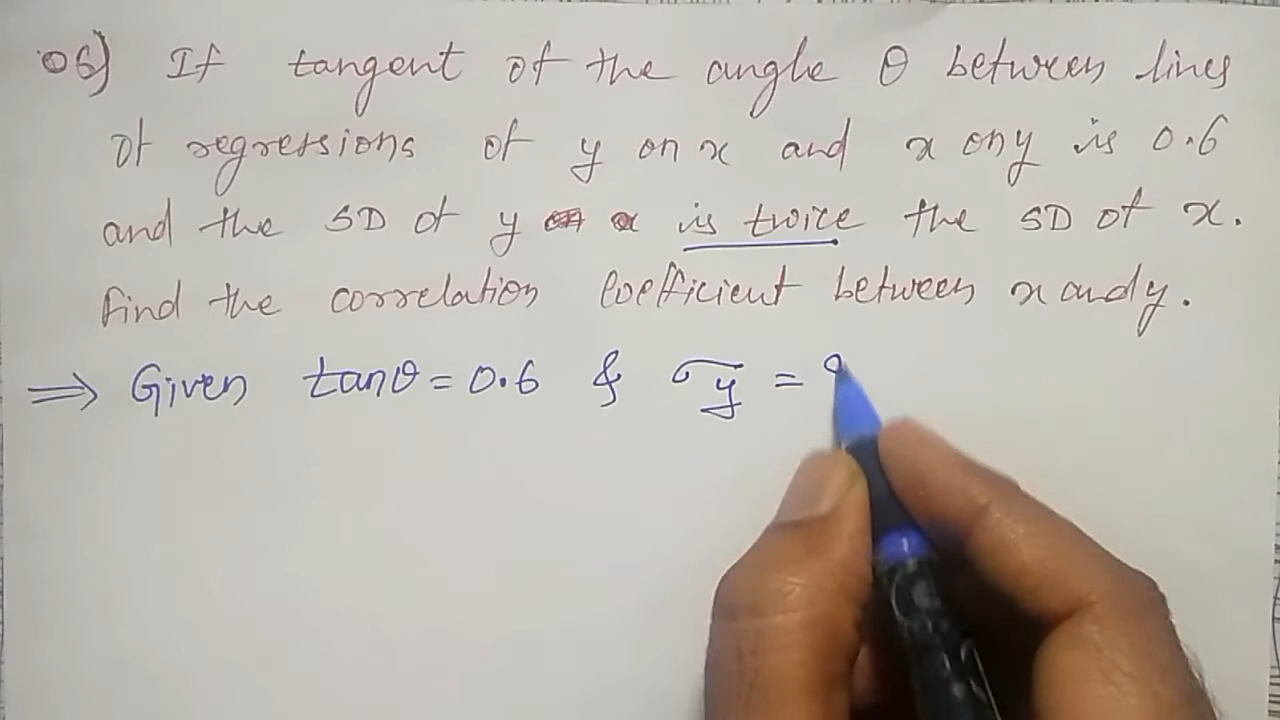 06) If tangent of the angle θ between lines
of regressions of y on x and x on y is 0.6
and the SD of y is twice the SD of x.
Find the correlation coefficient between x and y.
⇒ Given tanθ = 0.6 & σy =